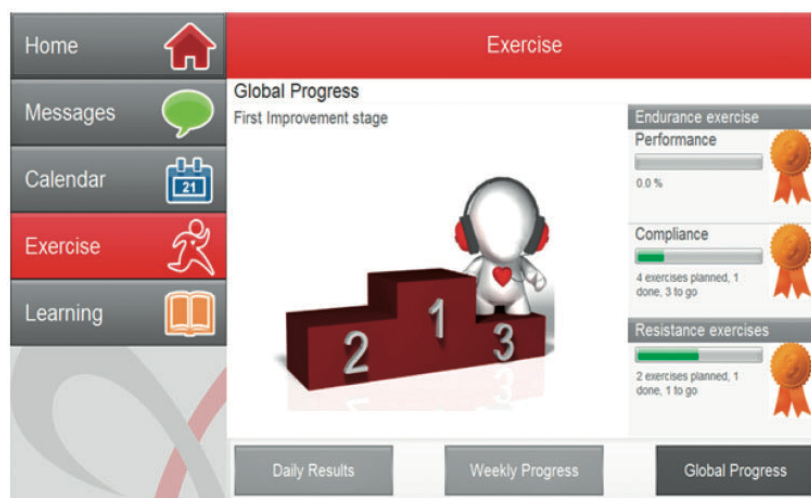 Home
Messages
Calendar
21
Exercise
Learning
Exercise
Global Progress
First Improvement stage
2
1
3
Endurance exercise
Performance
0.0 %
Compliance
4 exercises planned, 1
done, 3 to go
Resistance exercises
2 exercises planned, 1
done, 1 to go
Daily Results
Weekly Progress
Global Progress